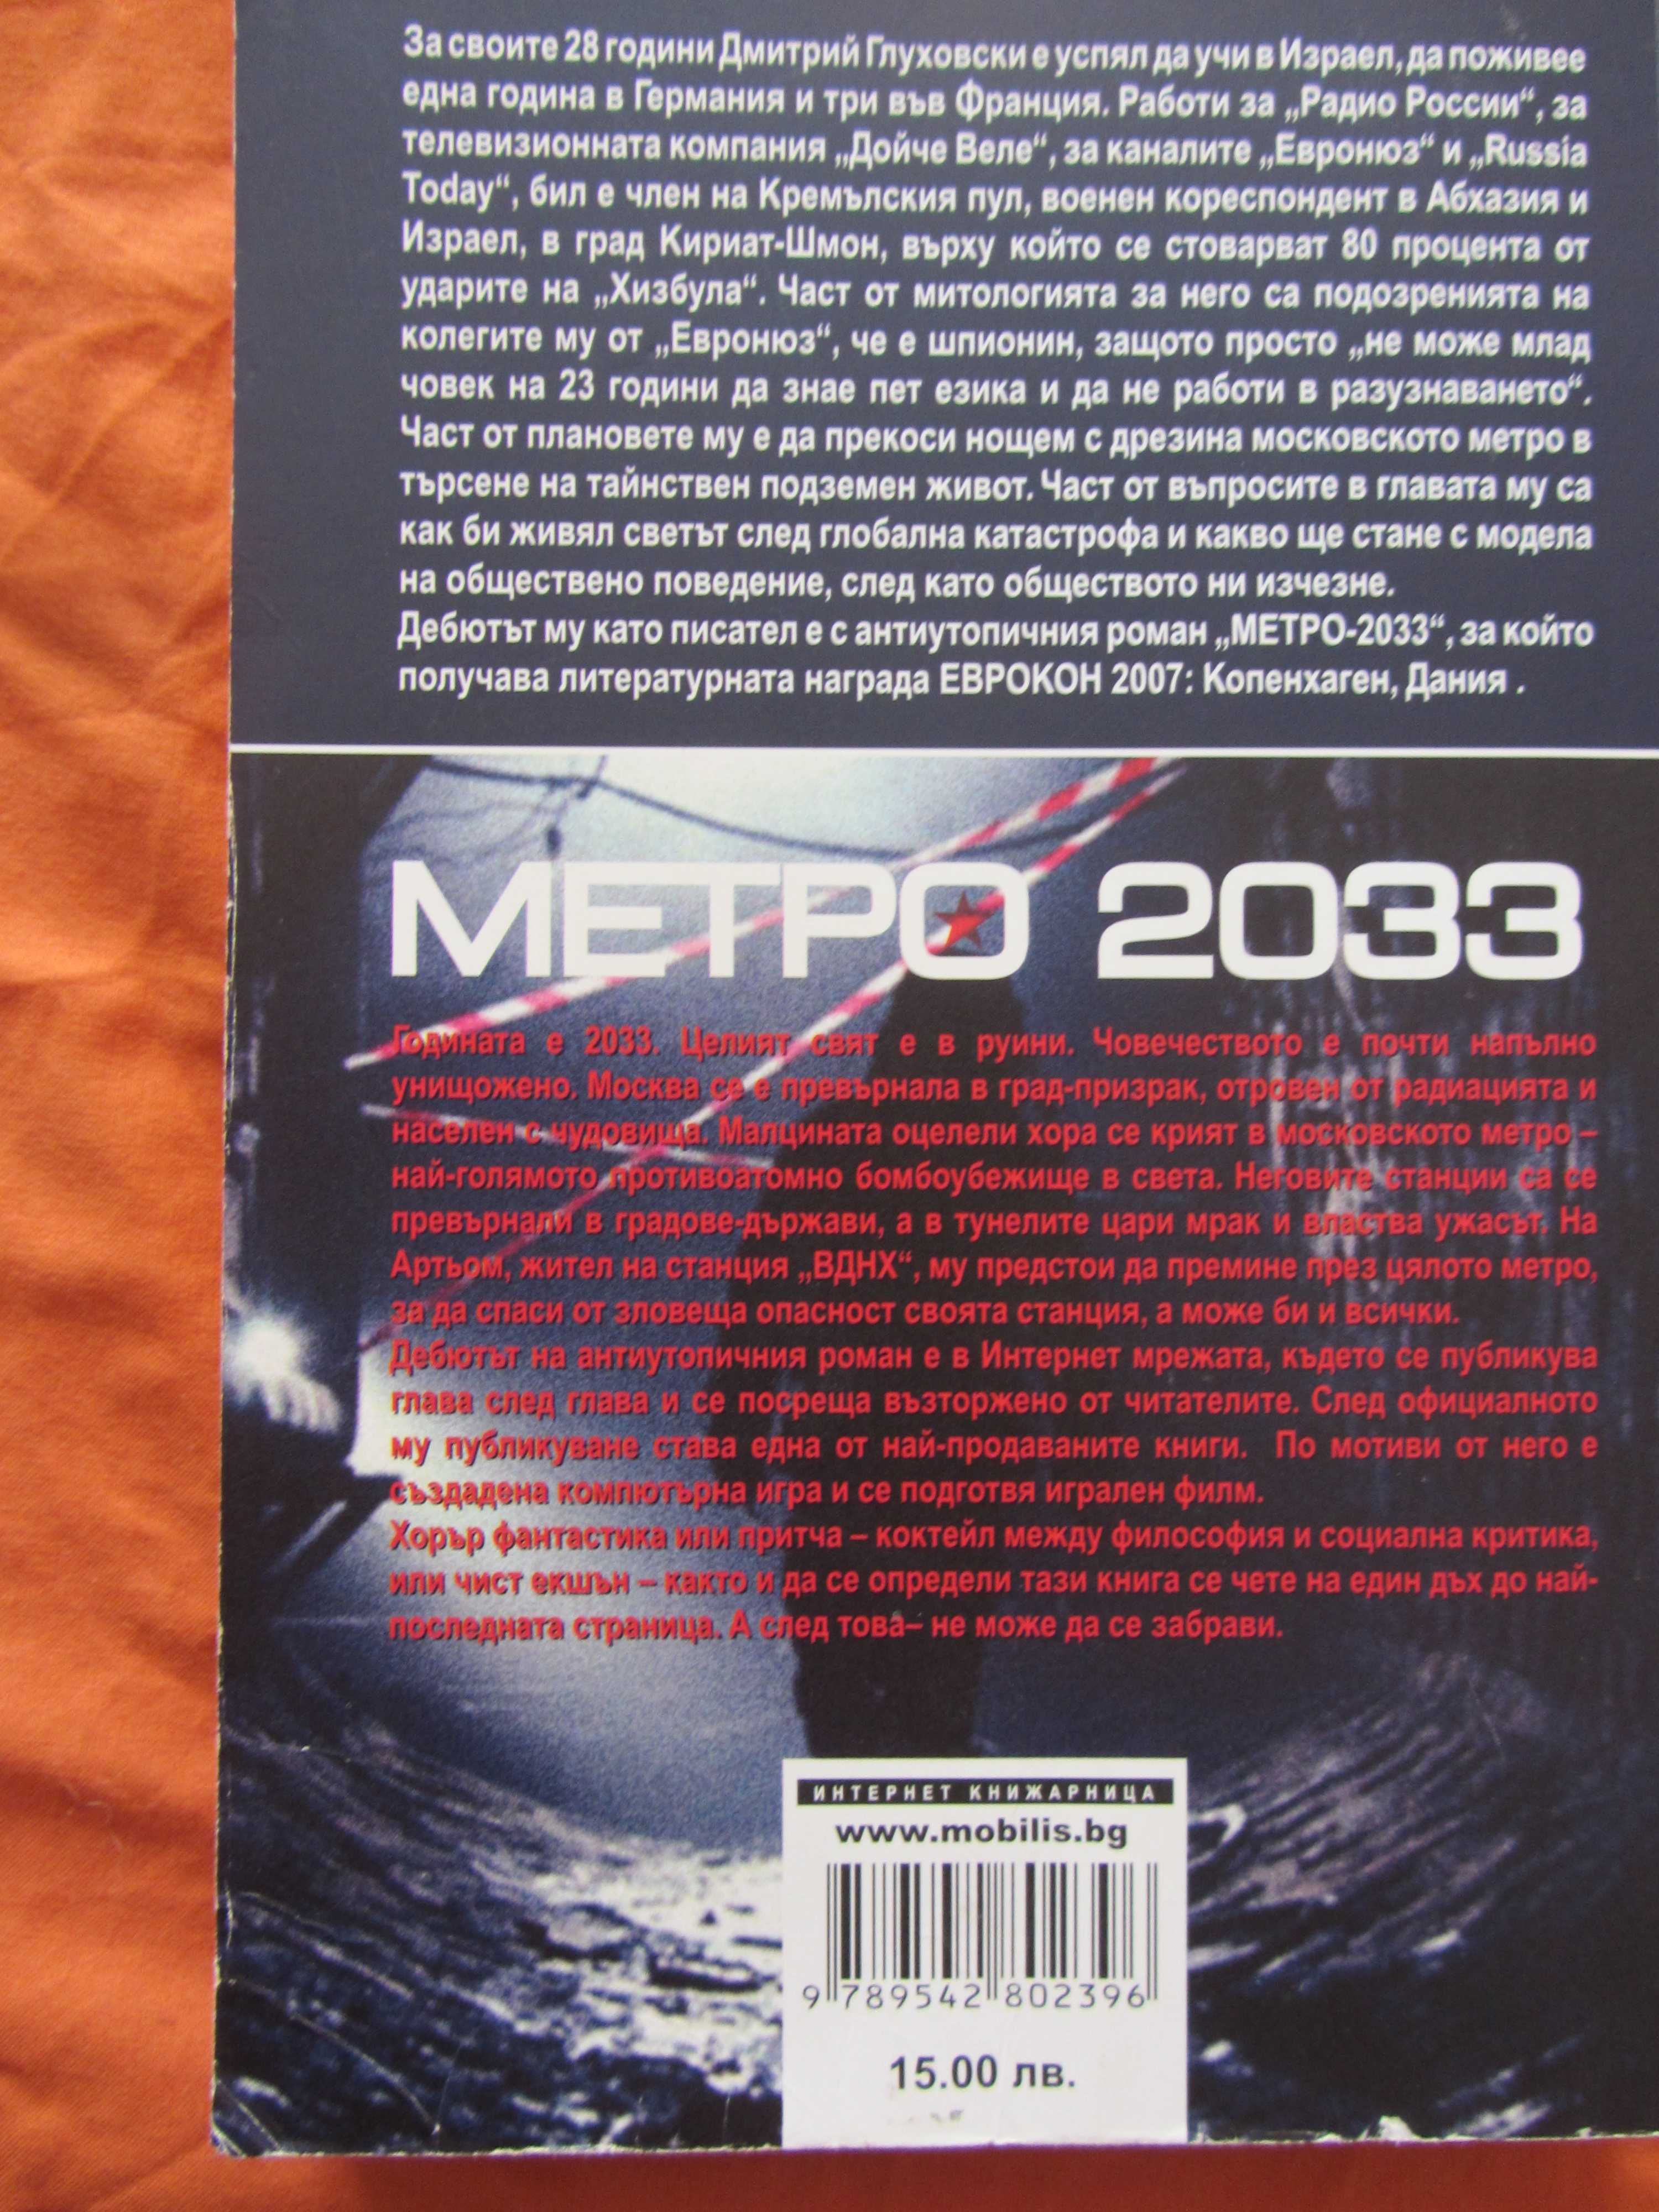 За своите 28 години Дмитрий Глуховски е успял да учи в Израел, да поживее
една година в Германия и три във Франция. Работи за „Радио России“, за
телевизионната компания „Дойче Веле“, за каналите „Евронюз“ и „Russia
Today“, бил е член на Кремълския пул, военен кореспондент в Абхазия и
Израел, в град Кириат-Шмон, върху който се стоварват 80 процента от
ударите на „Хизбула“. Част от митологията за него са подозренията на
колегите му от „Евронюз“, че е шпионин, защото просто „не може млад
човек на 23 години да знае пет езика и да не работи в разузнаването“.
Част от плановете му е да прекоси нощем с дрезина московското метро в
търсене на тайнствен подземен живот. Част от въпросите в главата му са
как би живял светът след глобална катастрофа и какво ще стане с модела
на обществено поведение, след като обществото ни изчезне.
Дебютът му като писател е с антиутопичния роман „МЕТРО-2033“, за който
получава литературната награда ЕВРОКОН 2007: Копенхаген, Дания .
МЕТРО 2033
Годината е 2033. Целият свят е в руини. Човечеството е почти напълно
унищожено. Москва се е превърнала в град-призрак, отровен от радиацията и
населен с чудовища. Малцината оцелели хора се крият в московското метро –
най-голямото противоатомно бомбоубежище в света. Неговите станции са се
превърнали в градове-държави, а в тунелите цари мрак и властва ужасът. На
Артьом, жител на станция „ВДНХ“, му предстои да премине през цялото метро,
за да спаси от зловеща опасност своята станция, а може би и всички.
Дебютът на антиутопичния роман е в Интернет мрежата, където се публикува
глава след глава и се посреща възторжено от читателите. След официалното
му публикуване става една от най-продаваните книги. По мотиви от него е
създадена компютърна игра и се подготвя игрален филм.
Хорър фантастика или притча – коктейл между философия и социална критика,
или чист екшън – както и да се определи тази книга се чете на един дъх до най-
последната страница. А след това– не може да се забрави.
ИНТЕРНЕТ КНИЖАРНИЦА
www.mobilis.bg
9 789542 802396
15.00 лв.